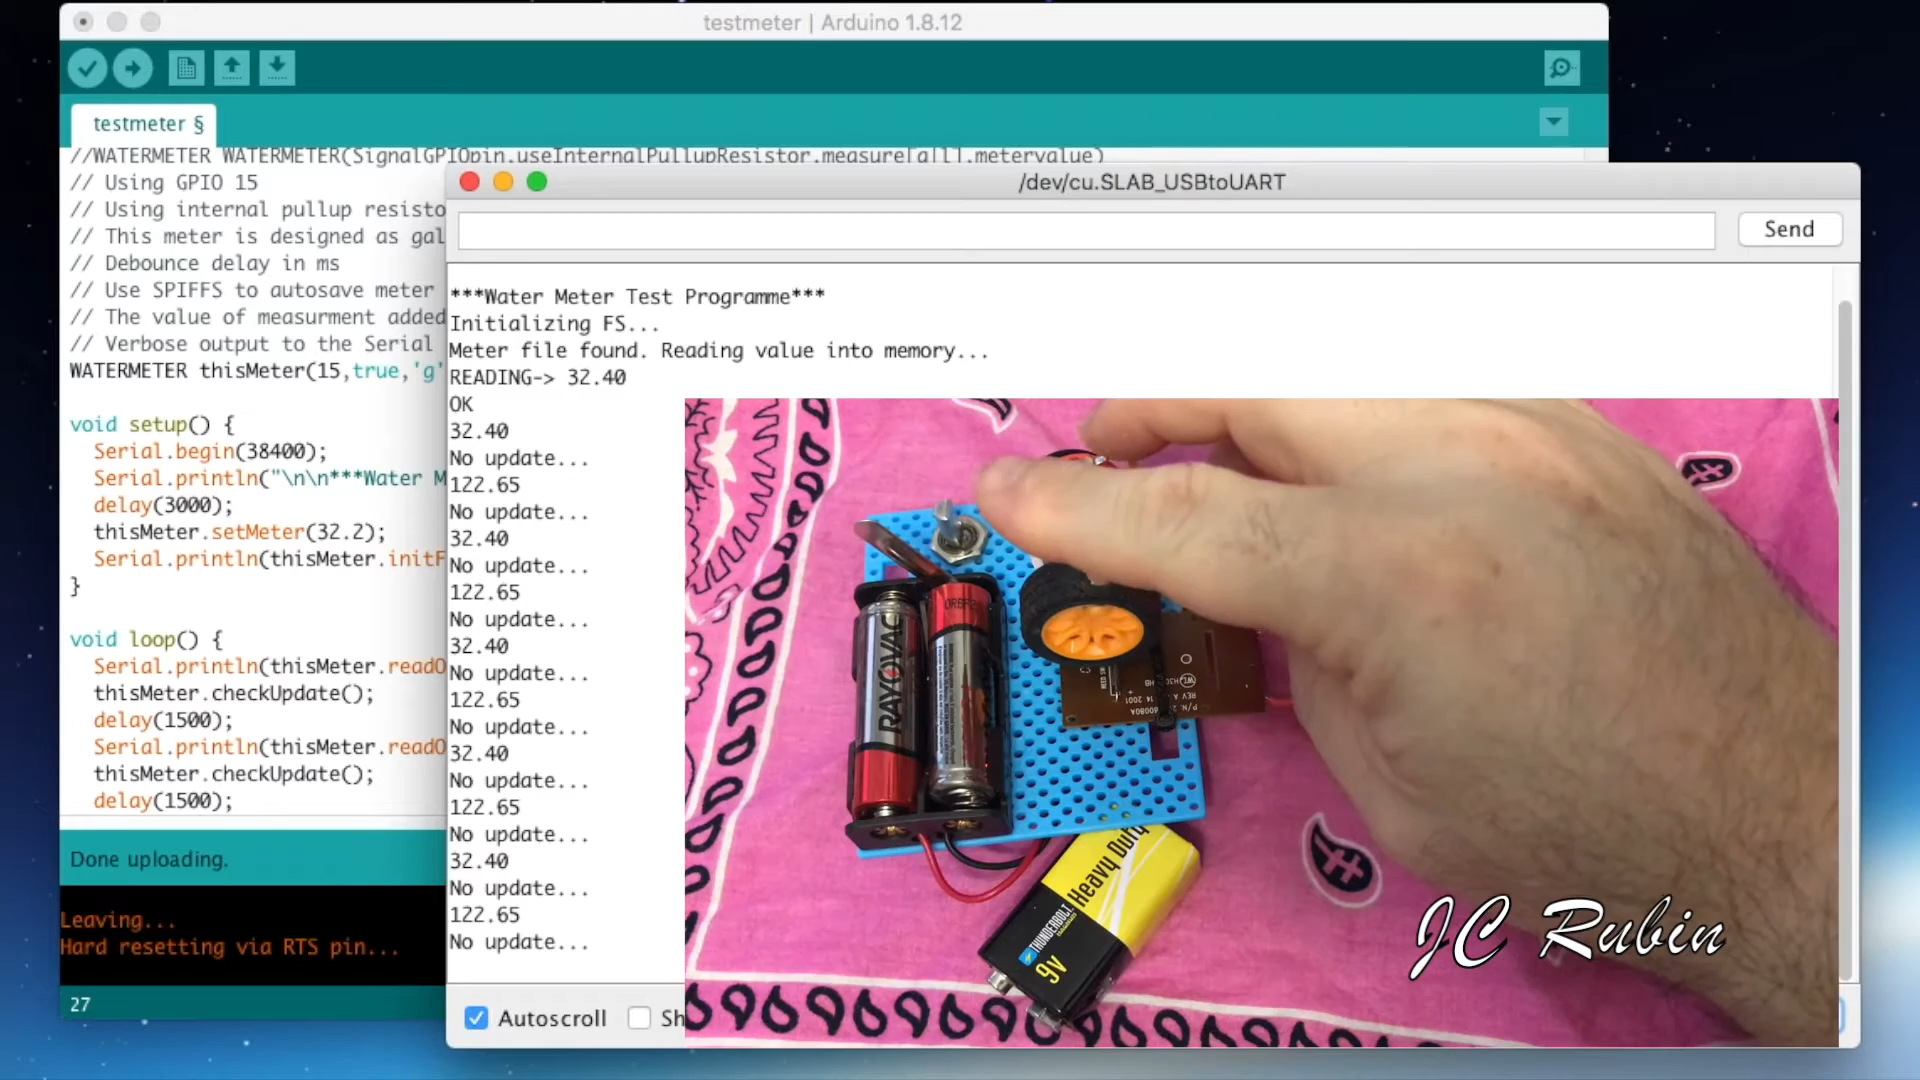 testmeter | Arduino 1.8.12
testmeter §
//WATERMETER WATERMETER(SignalGPIOpin,useInternalPullupResistor,measure[g|l],metervalue)
// Using GPIO 15
// Using internal pullup resisto
// This meter is designed as gal
// Debounce delay in ms
// Use SPIFFS to autosave meter
// The value of measurment added
// Verbose output to the Serial
WATERMETER thisMeter(15,true,'g'
void setup() {
Serial.begin(38400);
Serial.println("\n\n***Water M
delay(3000);
thisMeter.setMeter(32.2);
Serial.println(thisMeter.initF
}
void loop() {
Serial.println(thisMeter.readO
thisMeter.checkUpdate();
delay(1500);
Serial.println(thisMeter.readO
thisMeter.checkUpdate();
delay(1500);
Done uploading.
Leaving...
Hard resetting via RTS pin...
27
/dev/cu.SLAB_USBtoUART
Send
***Water Meter Test Programme***
Initializing FS...
Meter file found. Reading value into memory...
READING-> 32.40
OK
32.40
No update...
122.65
No update...
32.40
No update...
122.65
No update...
32.40
No update...
122.65
No update...
32.40
No update...
122.65
No update...
32.40
No update...
122.65
No update...
Autoscroll
Sh
RAYOVAC
Heavy Duty
THUNDERBOLT
9v
JC Rubin